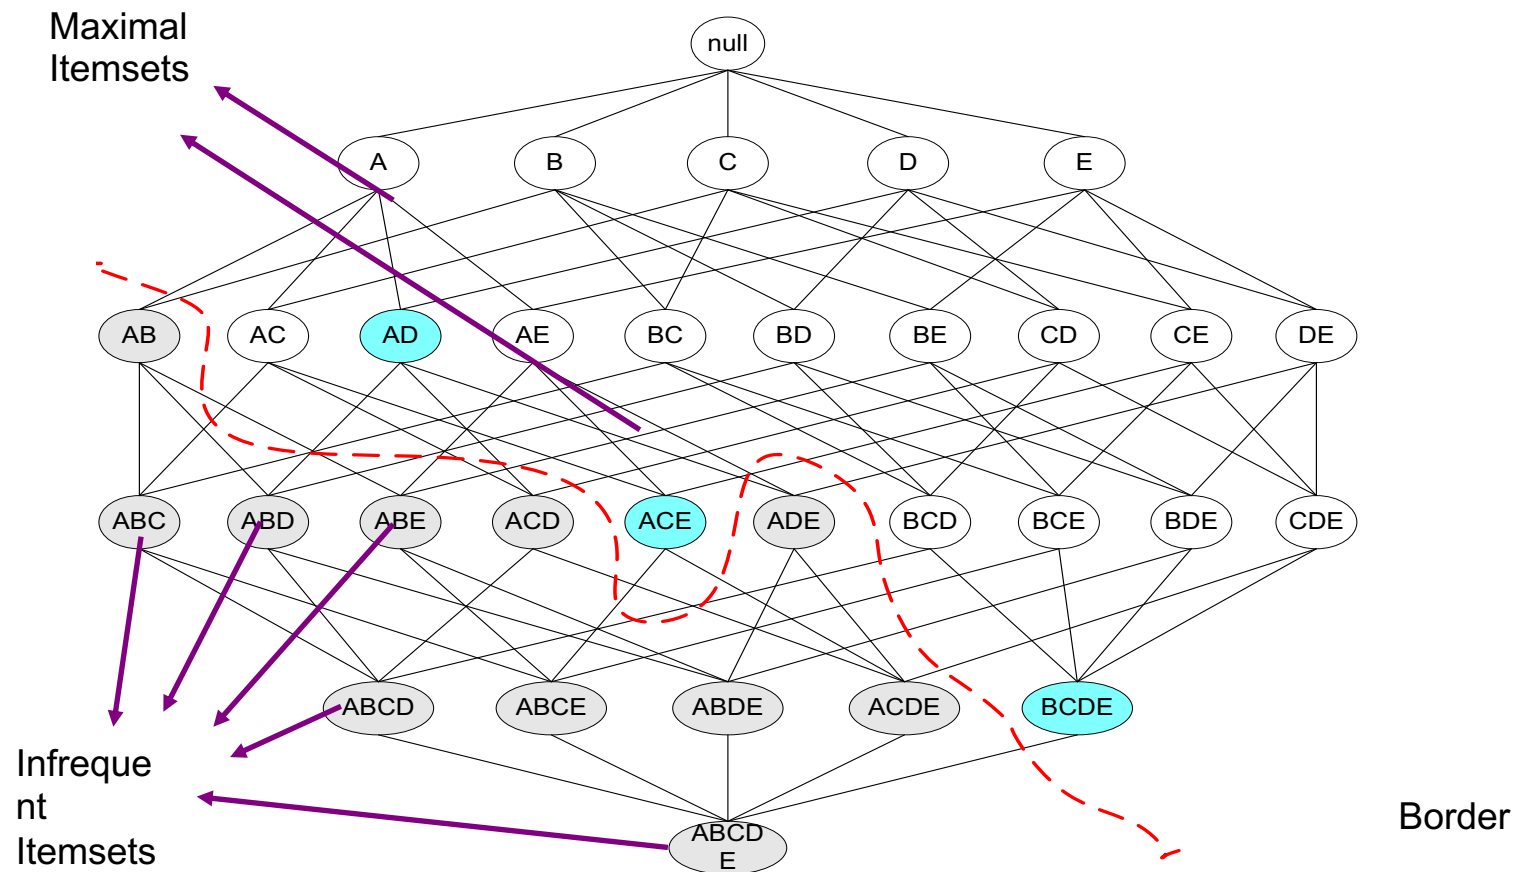 Maximal
Itemsets
null
A B C D E
AB AC AD AE BC BD BE CD CE DE
ABC ABD ABE ACD ACE ADE BCD BCE BDE CDE
ABCD ABCE ABDE ACDE BCDE
Infreque
nt
Itemsets
ABCD
E
Border